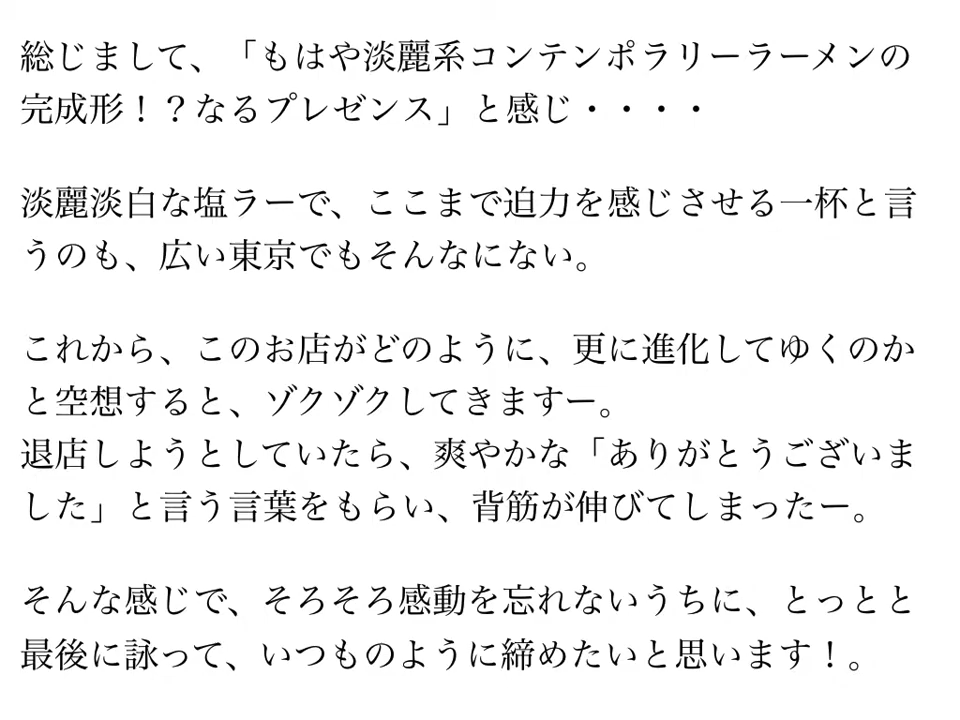 総じまして、「もはや淡麗系コンテンポラリーラーメンの
完成形！？なるプレゼンス」と感じ・・・・
淡麗淡白な塩ラーで、ここまで迫力を感じさせる一杯と言
うのも、広い東京でもそんなにない。
これから、このお店がどのように、更に進化してゆくのか
と空想すると、ゾクゾクしてきますー。
退店しようとしていたら、爽やかな「ありがとうございま
した」と言う言葉をもらい、背筋が伸びてしまったー。
そんな感じで、そろそろ感動を忘れないうちに、とっとと
最後に詠って、いつものように締めたいと思います！。